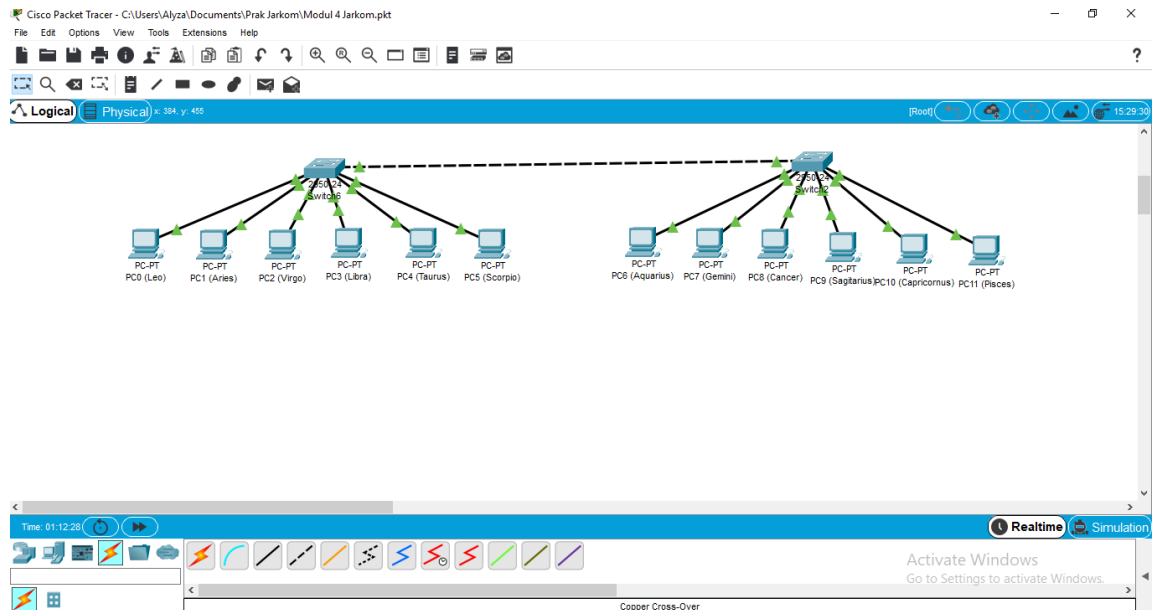 Cisco Packet Tracer - C:\Users\Alyza\Documents\Prak Jarkom\Modul 4 Jarkom.pkt
File Edit Options View Tools Extensions Help
?
Logical Physical x: 384, y: 455 [Root] 15:29:30
2950-24
Switch6
2950-24
Switch2
PC-PT
PC0 (Leo)
PC-PT
PC1 (Aries)
PC-PT
PC2 (Virgo)
PC-PT
PC3 (Libra)
PC-PT
PC4 (Taurus)
PC-PT
PC5 (Scorpio)
PC-PT
PC6 (Aquarius)
PC-PT
PC7 (Gemini)
PC-PT
PC8 (Cancer)
PC-PT
PC9 (Sagitarius)
PC-PT
PC10 (Capricornus)
PC-PT
PC11 (Pisces)
Time: 01:12:28 Realtime Simulation
Activate Windows
Go to Settings to activate Windows.
Copper Cross-Over